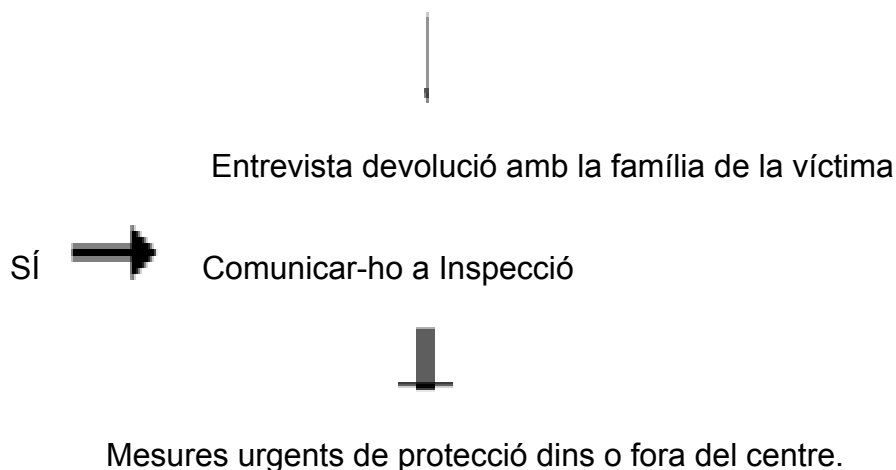 Entrevista devolució amb la família de la víctima
SÍ Comunicar-ho a Inspecció
Mesures urgents de protecció dins o fora del centre.